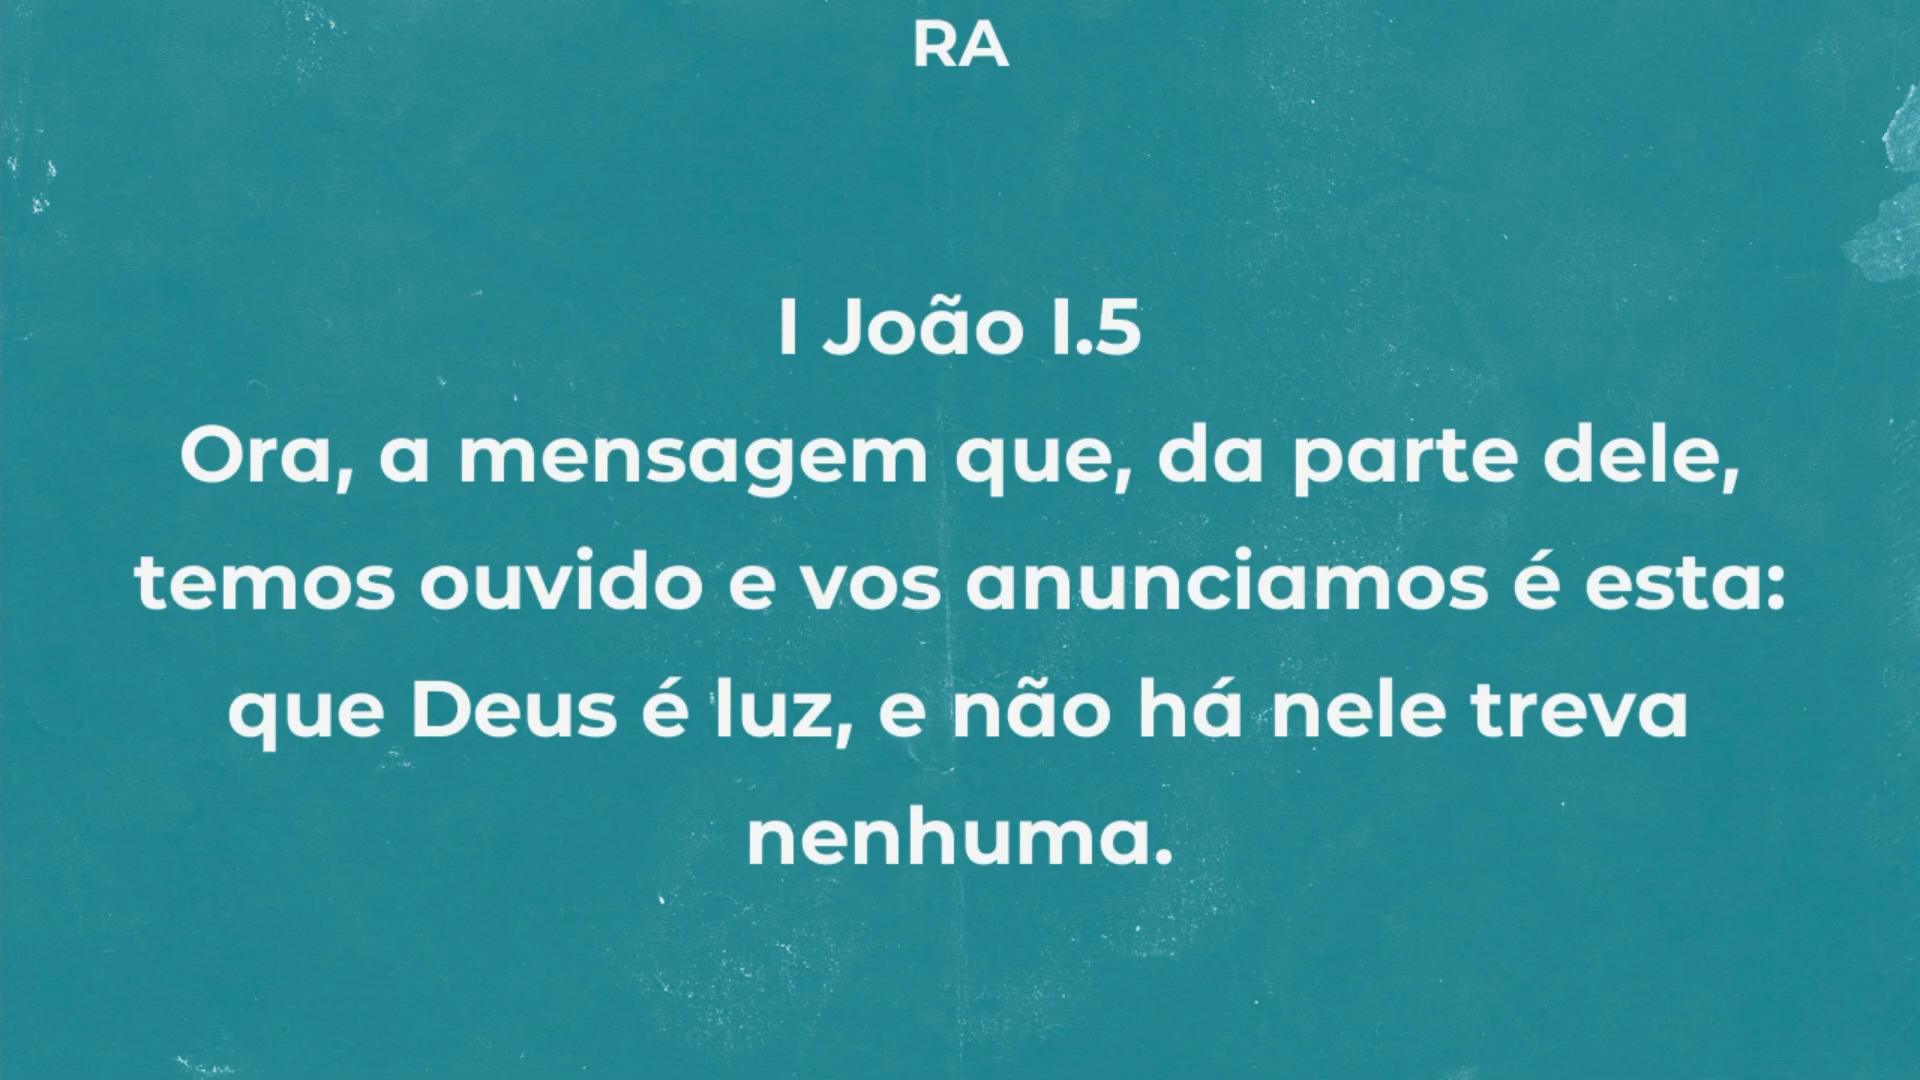 RA
I João I.5
Ora, a mensagem que, da parte dele,
temos ouvido e vos anunciamos é esta:
que Deus é luz, e não há nele treva
nenhuma.